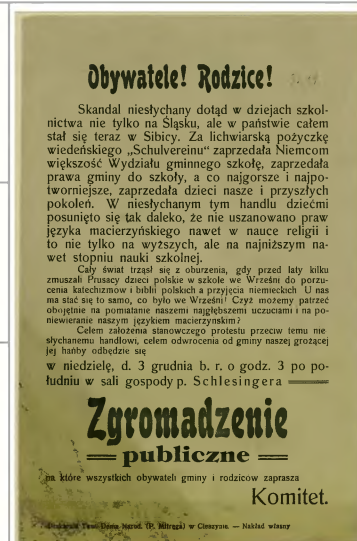 Obywatele! Rodzice!
Skandal niesłychany dotąd w dziejach szkol-
nictwa nie tylko na Śląsku, ale w państwie całem
stał się teraz w Sibicy. Za lichwiarską pożyczkę
wiedeńskiego „Schulvereinu" zaprzedała Niemcom
większość Wydziału gminnego szkołę, zaprzedała
prawa gminy do szkoły, a co najgorsze i najpo-
tworniejsze, zaprzedała dzieci nasze i przyszłych
pokoleń. W niesłychanym tym handlu dziećmi
posunięto się tak daleko, że nie uszanowano praw
języka macierzyńskiego nawet w nauce religii i
to nie tylko na wyższych, ale na najniższym na-
wet stopniu nauki szkolnej.
Cały świat trząsł się z oburzenia, gdy przed laty kilku
zmuszali Prusacy dzieci polskie w szkole we Wrześni do porzu-
cenia katechizmów i biblii polskich a przyjęcia niemieckich. U nas
ma stać się to samo, co było we Wrześni! Czyż możemy patrzeć
obojętnie na pomiatanie naszemi najgłębszemi uczuciami i na po-
niewieranie naszym językiem macierzyńskim?
Celem założenia stanowczego protestu przeciw temu nie
słychanemu handlowi, celem odwrócenia od gminy naszej grożącej
jej hańby odbędzie się
w niedzielę, d. 3 grudnia b. r. o godz. 3 po po-
łudniu w sali gospody p. Schlesingera
Zgromadzenie
publiczne
na które wszystkich obywateli gminy i rodziców zaprasza
Komitet.
Drukarnia Tow. Domu Narod. (P. Mitręga) w Cieszynie. — Nakład własny